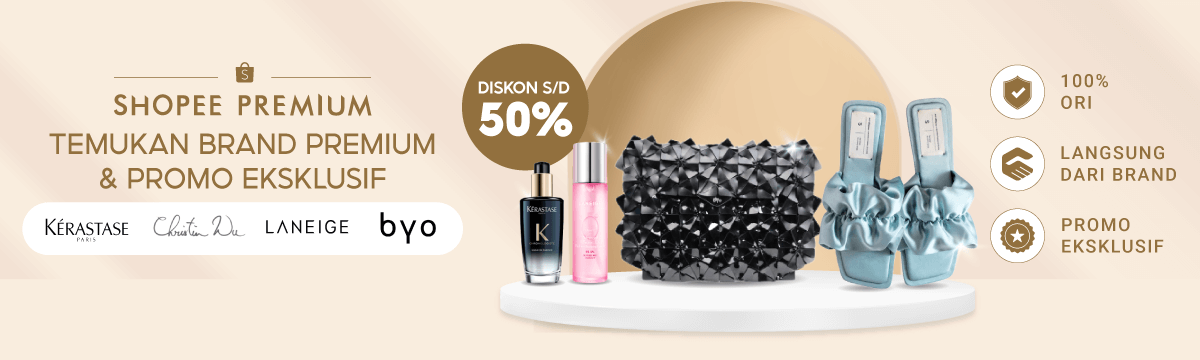 SHOPEE PREMIUM
TEMUKAN BRAND PREMIUM
& PROMO EKSKLUSIF
KÉRASTASE
PARIS
Christin Wu
LANEIGE
byo
DISKON S/D
50%
KÉRASTASE
K
100%
ORI
LANGSUNG
DARI BRAND
PROMO
EKSKLUSIF